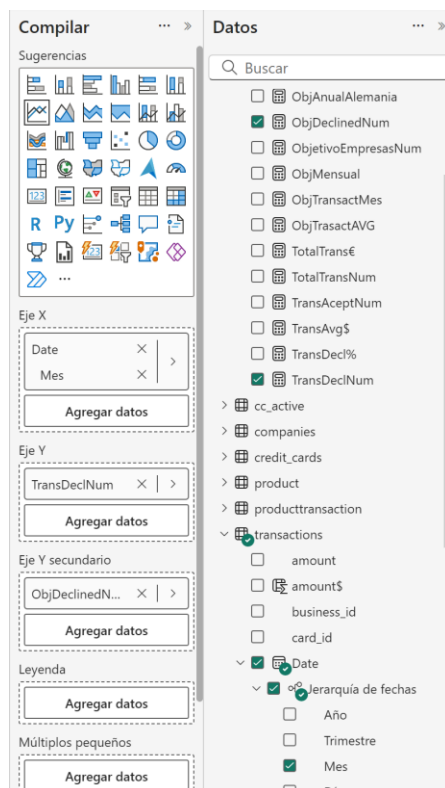 Compilar
Sugerencias
123
R Py
Eje X
Date
Mes
Agregar datos
Eje Y
TransDeclNum
Agregar datos
Eje Y secundario
ObjDeclinedN...
Agregar datos
Leyenda
Agregar datos
Múltiplos pequeños
Agregar datos
Datos
Buscar
ObjAnualAlemania
ObjDeclinedNum
ObjetivoEmpresasNum
ObjMensual
ObjTransactMes
ObjTrasactAVG
TotalTrans€
TotalTransNum
TransAceptNum
TransAvg$
TransDecl%
TransDeclNum
cc_active
companies
credit_cards
product
producttransaction
transactions
amount
amount$
business_id
card_id
Date
Jerarquía de fechas
Año
Trimestre
Mes